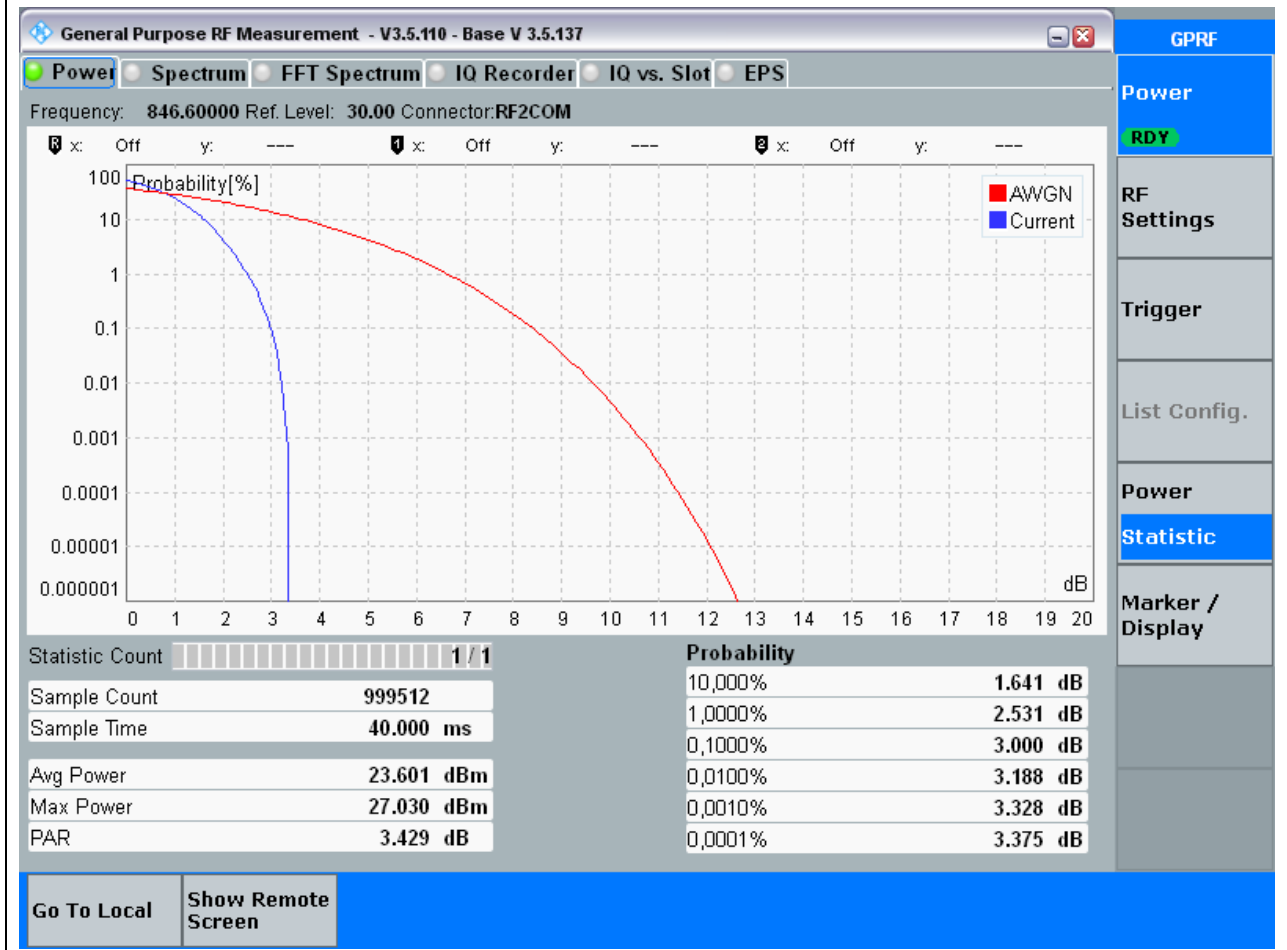 General Purpose RF Measurement - V3.5.110 - Base V 3.5.137
GPRF
Power Spectrum FFT Spectrum IQ Recorder IQ vs. Slot EPS
Power
RDY
Frequency: 846.60000 Ref. Level: 30.00 Connector:RF2COM
R x: Off y: --- 1 x: Off y: --- 2 x: Off y: ---
Probability[%]
AWGN
Current
100
10
1
0.1
0.01
0.001
0.0001
0.00001
0.000001
dB
0 1 2 3 4 5 6 7 8 9 10 11 12 13 14 15 16 17 18 19 20
RF Settings
Trigger
List Config.
Power
Statistic
Marker / Display
Statistic Count 1 / 1
Sample Count 999512
Sample Time 40.000 ms
Avg Power 23.601 dBm
Max Power 27.030 dBm
PAR 3.429 dB
Probability
10,000% 1.641 dB
1,0000% 2.531 dB
0,1000% 3.000 dB
0,0100% 3.188 dB
0,0010% 3.328 dB
0,0001% 3.375 dB
Go To Local
Show Remote Screen